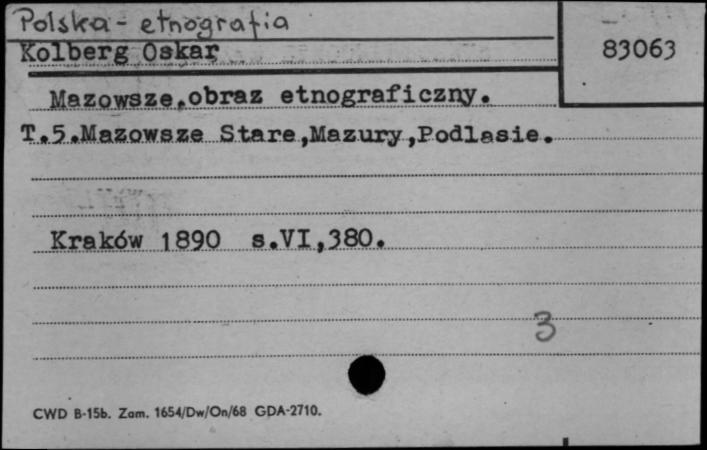 Polska - etnografia
Kolberg Oskar
83063
Mazowsze,obraz etnograficzny.
T.5.Mazowsze Stare,Mazury,Podlasie.
Kraków 1890 s.VI,380.
3
CWD B-15b. Zam. 1654/Dw/On/68 GDA-2710.